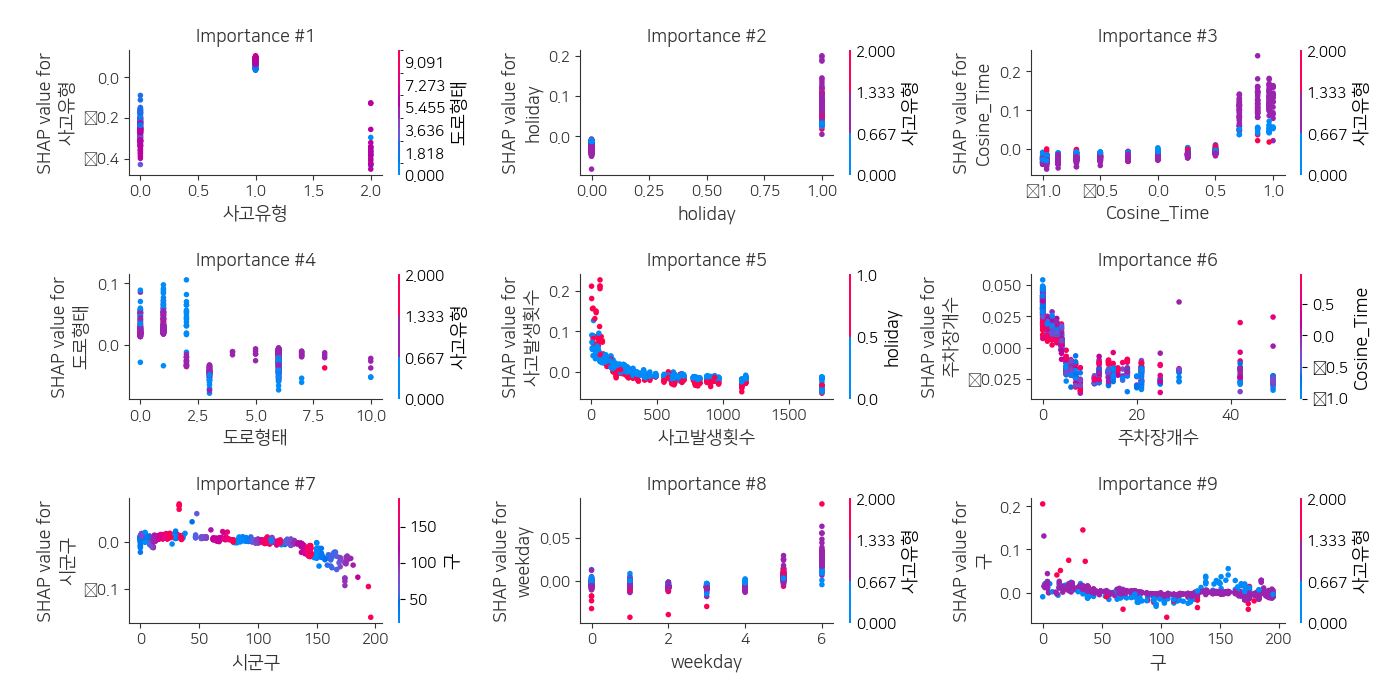 Importance #1
SHAP value for
사고유형
0.0
0.2
0.4
0.0
0.5
1.0
1.5
2.0
사고유형
9.091
7.273
5.455
3.636
1.818
0.000
도로형태
Importance #2
SHAP value for
holiday
0.2
0.1
0.0
0.00
0.25
0.50
0.75
1.00
holiday
2.000
1.333
0.667
0.000
사고유형
Importance #3
SHAP value for
Cosine_Time
0.2
0.1
0.0
1.0
0.5
0.0
0.5
1.0
Cosine_Time
2.000
1.333
0.667
0.000
사고유형
Importance #4
SHAP value for
도로형태
0.1
0.0
0.0
2.5
5.0
7.5
10.0
도로형태
2.000
1.333
0.667
0.000
사고유형
Importance #5
SHAP value for
사고발생횟수
0.2
0.1
0.0
0
500
1000
1500
사고발생횟수
1.0
0.5
0.0
holiday
Importance #6
SHAP value for
주차장개수
0.050
0.025
0.000
0.025
0
20
40
주차장개수
0.5
0.0
0.5
1.0
Cosine_Time
Importance #7
SHAP value for
시군구
0.0
0.1
0
50
100
150
200
시군구
150
100
50
구
Importance #8
SHAP value for
weekday
0.05
0.00
0
2
4
6
weekday
2.000
1.333
0.667
0.000
사고유형
Importance #9
SHAP value for
구
0.2
0.1
0.0
0
50
100
150
200
구
2.000
1.333
0.667
0.000
사고유형